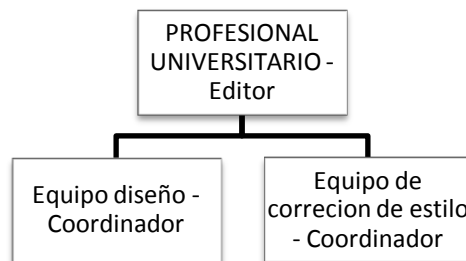 PROFESIONAL
UNIVERSITARIO -
Editor
Equipo diseño -
Coordinador
Equipo de
correcion de estilo
- Coordinador